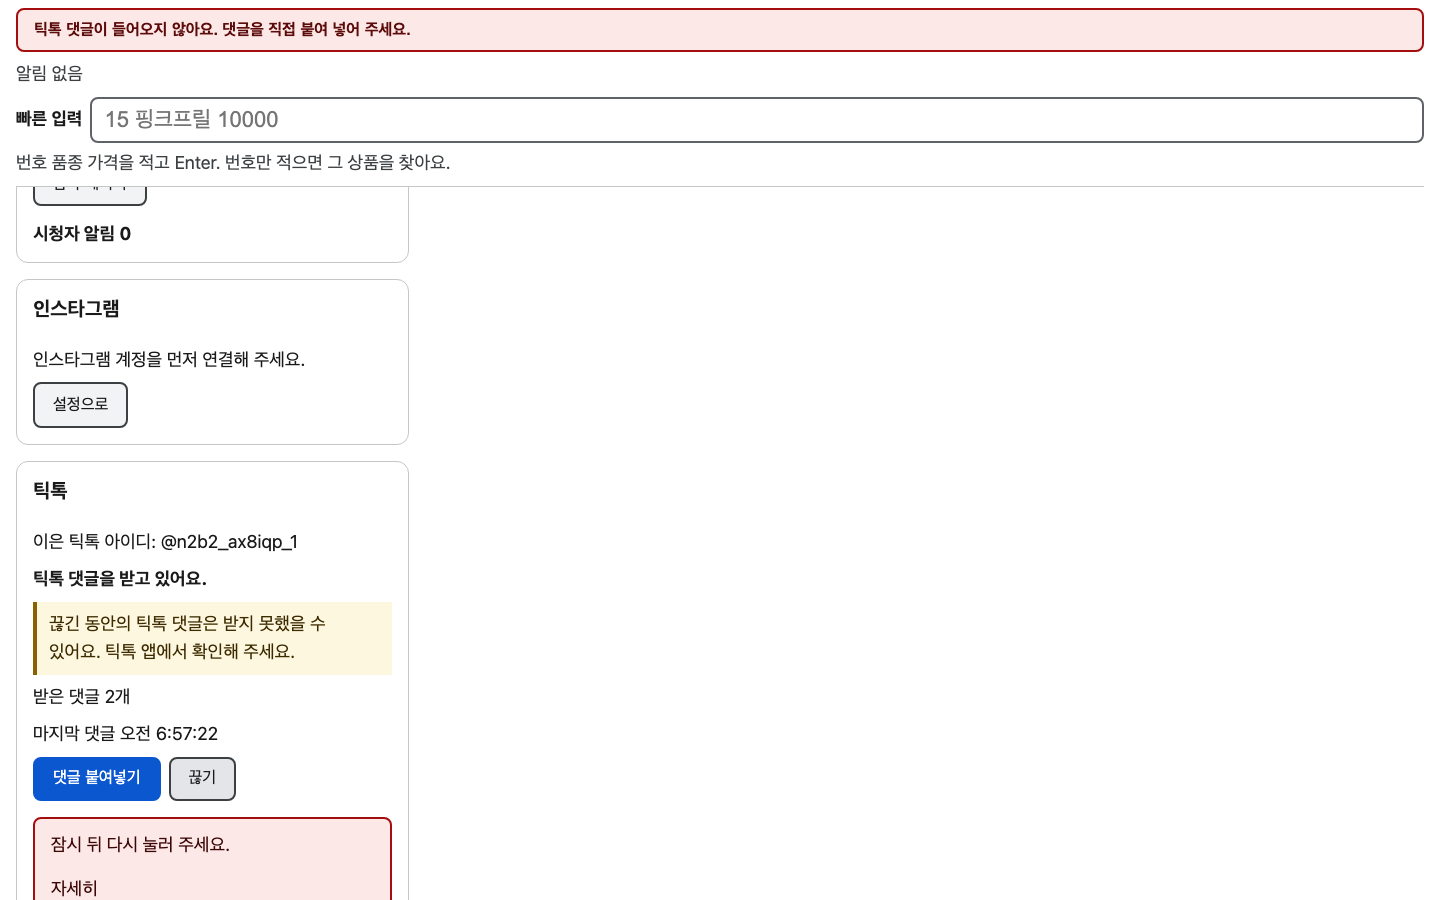 틱톡 댓글이 들어오지 않아요. 댓글을 직접 붙여 넣어 주세요.
알림 없음
빠른 입력
15 핑크프릴 10000
번호 품종 가격을 적고 Enter. 번호만 적으면 그 상품을 찾아요.
시청자 알림 0
인스타그램
인스타그램 계정을 먼저 연결해 주세요.
설정으로
틱톡
이은 틱톡 아이디: @n2b2_ax8iqp_1
틱톡 댓글을 받고 있어요.
끊긴 동안의 틱톡 댓글은 받지 못했을 수
있어요. 틱톡 앱에서 확인해 주세요.
받은 댓글 2개
마지막 댓글 오전 6:57:22
댓글 붙여넣기
끊기
잠시 뒤 다시 눌러 주세요.
자세히